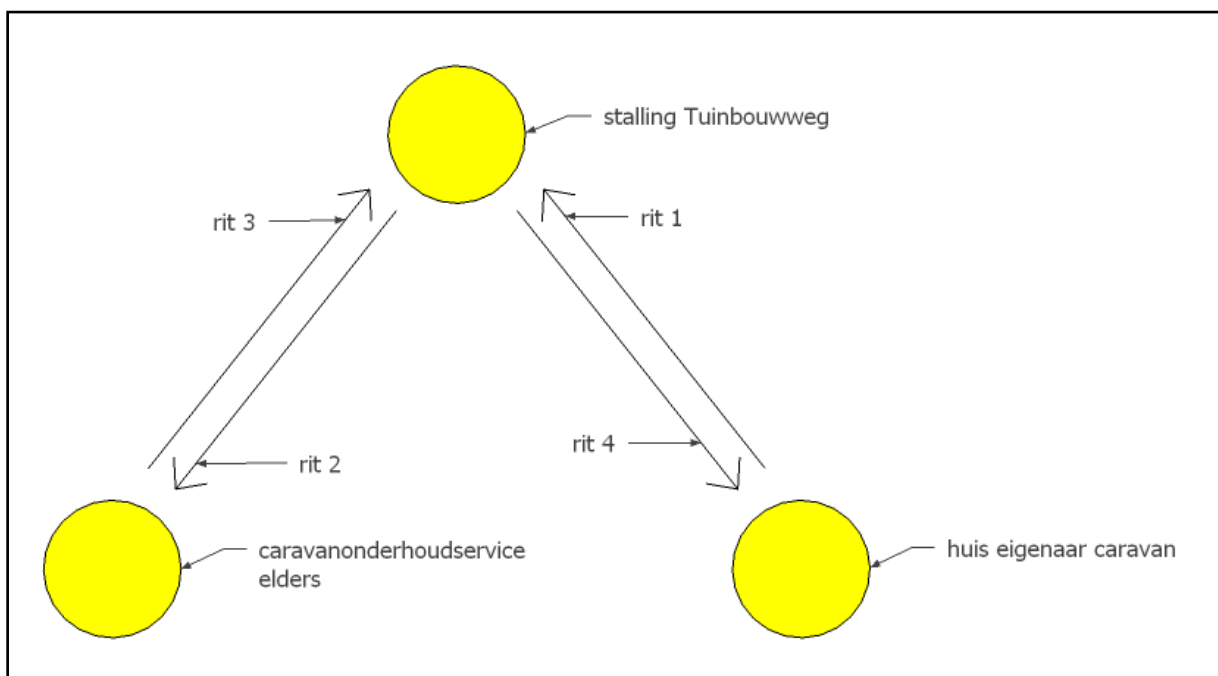 stalling Tuinbouwweg
rit 3
rit 1
rit 4
rit 2
caravanonderhoudservice
elders
huis eigenaar caravan